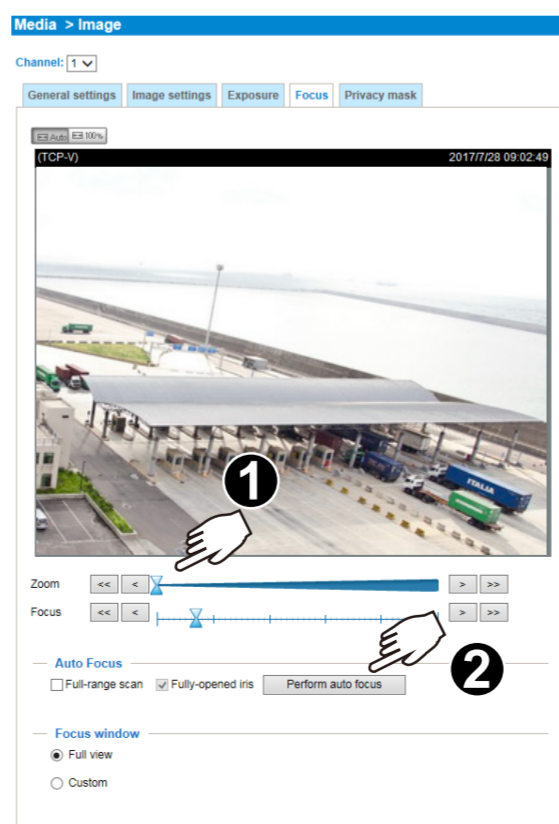 Media > Image
Channel: 1
General settings Image settings Exposure Focus Privacy mask
Auto 100%
(TCP-V) 2017/7/28 09:02:49
ITALIA
1
Zoom << < > >>
Focus << < > >>
2
Auto Focus
Full-range scan Fully-opened iris Perform auto focus
Focus window
Full view
Custom